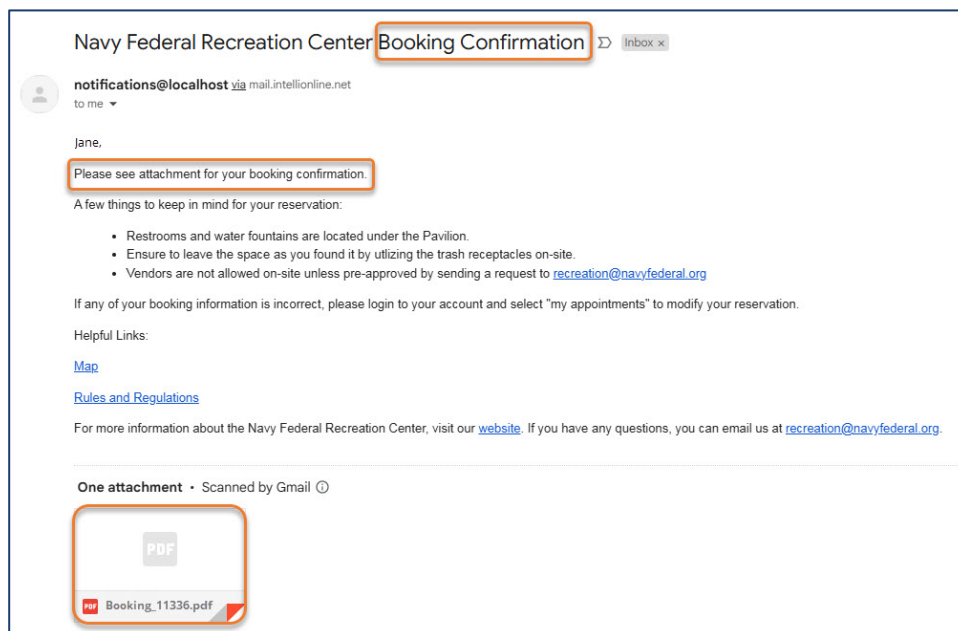 Navy Federal Recreation Center Booking Confirmation Inbox ×
notifications@localhost via mail.intellionline.net
to me
Jane,
Please see attachment for your booking confirmation.
A few things to keep in mind for your reservation:
• Restrooms and water fountains are located under the Pavilion.
• Ensure to leave the space as you found it by utlizing the trash receptacles on-site.
• Vendors are not allowed on-site unless pre-approved by sending a request to recreation@navyfederal.org
If any of your booking information is incorrect, please login to your account and select "my appointments" to modify your reservation.
Helpful Links:
Map
Rules and Regulations
For more information about the Navy Federal Recreation Center, visit our website. If you have any questions, you can email us at recreation@navyfederal.org.
One attachment • Scanned by Gmail
PDF
PDF Booking_11336.pdf